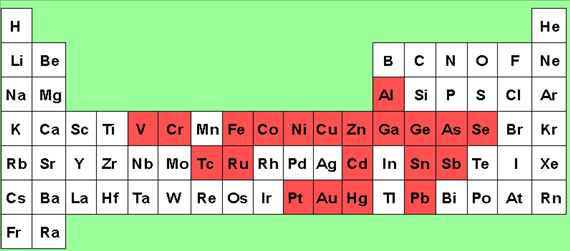 H He
Li Be B C N O F Ne
Na Mg Al Si P S Cl Ar
K Ca Sc Ti V Cr Mn Fe Co Ni Cu Zn Ga Ge As Se Br Kr
Rb Sr Y Zr Nb Mo Tc Ru Rh Pd Ag Cd In Sn Sb Te I Xe
Cs Ba La Hf Ta W Re Os Ir Pt Au Hg Tl Pb Bi Po At Rn
Fr Ra